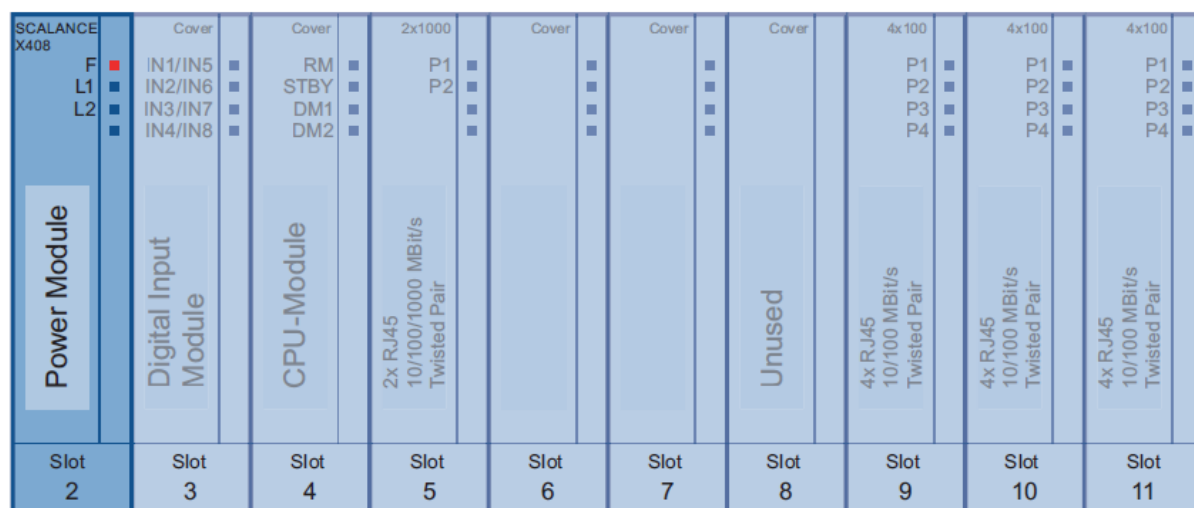 SCALANCE
X408
F
L1
L2
Power Module
Slot
2
Cover
IN1/IN5
IN2/IN6
IN3/IN7
IN4/IN8
Digital Input
Module
Slot
3
Cover
RM
STBY
DM1
DM2
CPU-Module
Slot
4
2x1000
P1
P2
2x RJ45
10/100/1000 MBit/s
Twisted Pair
Slot
5
Cover
Slot
6
Cover
Slot
7
Cover
Unused
Slot
8
4x100
P1
P2
P3
P4
4x RJ45
10/100 MBit/s
Twisted Pair
Slot
9
4x100
P1
P2
P3
P4
4x RJ45
10/100 MBit/s
Twisted Pair
Slot
10
4x100
P1
P2
P3
P4
4x RJ45
10/100 MBit/s
Twisted Pair
Slot
11